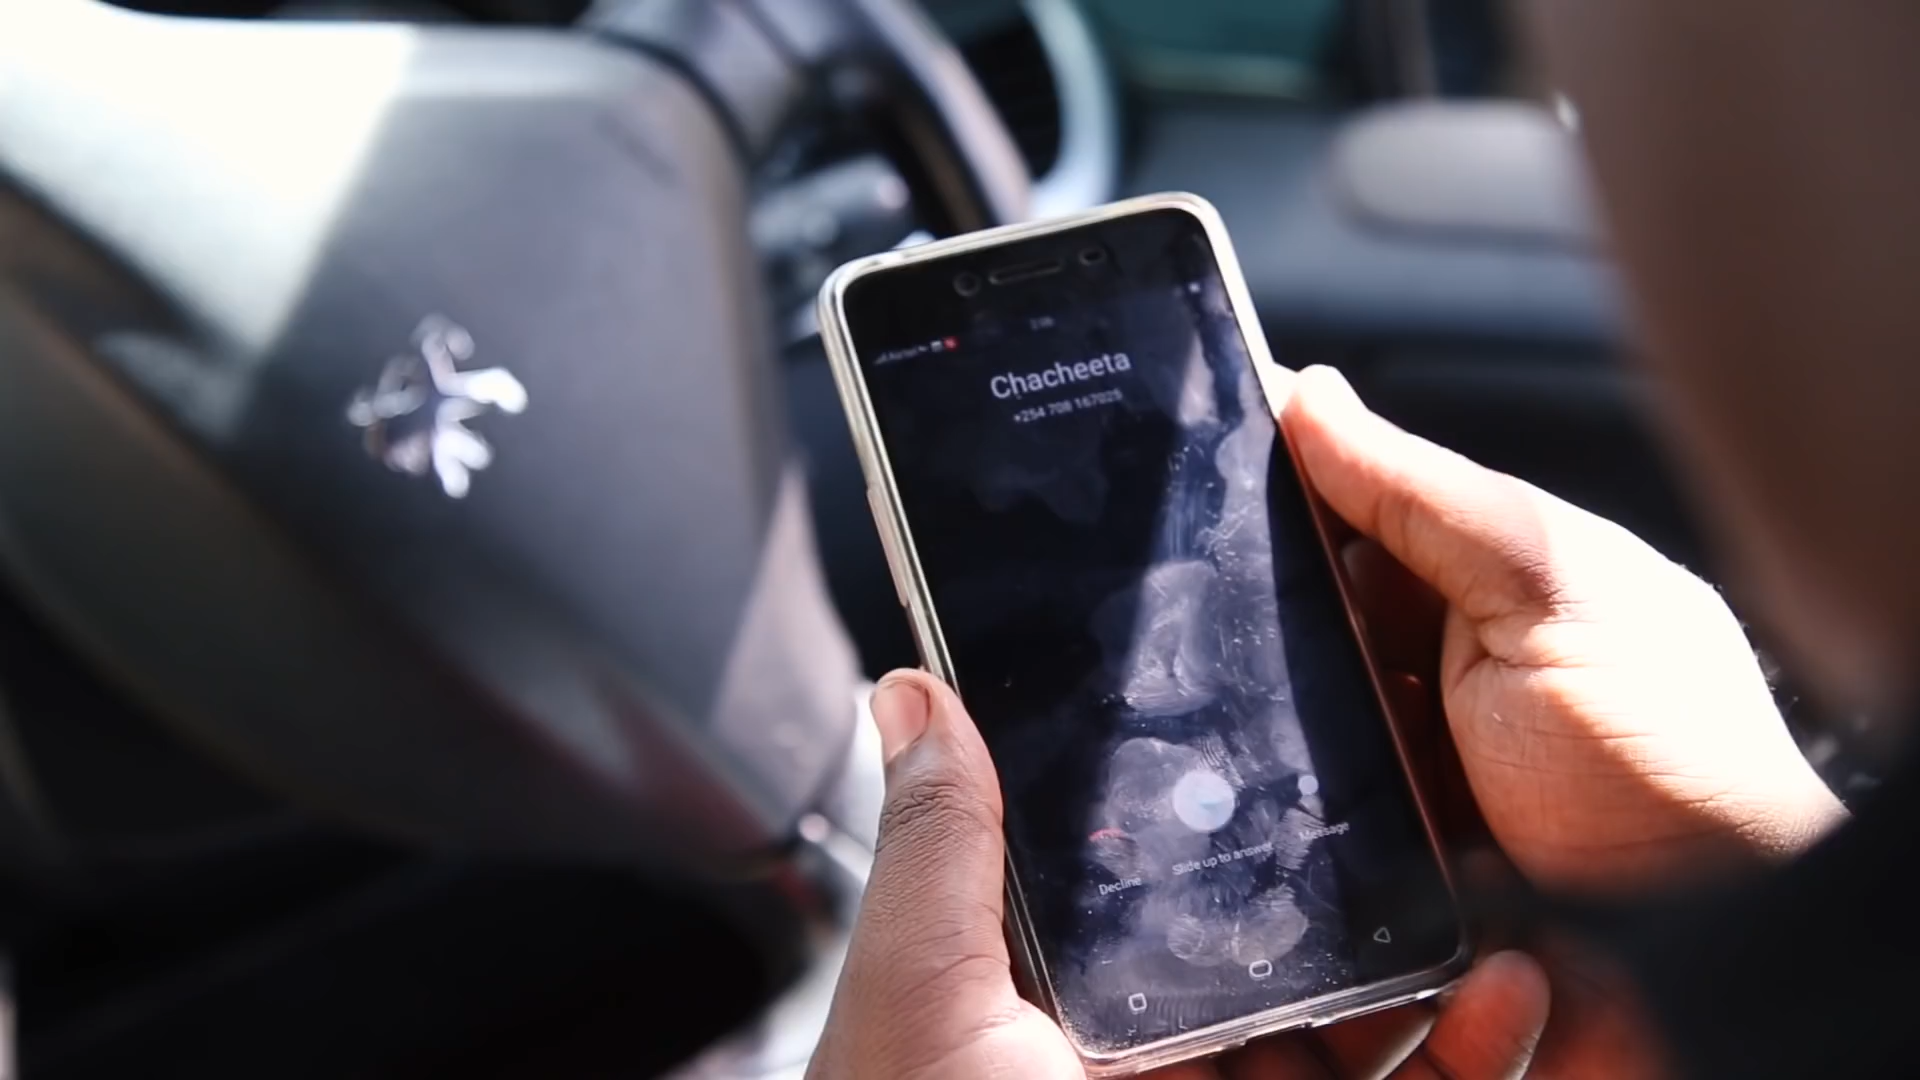 Chacheeta
+254 708 167025
Message
Slide up to answer
Decline